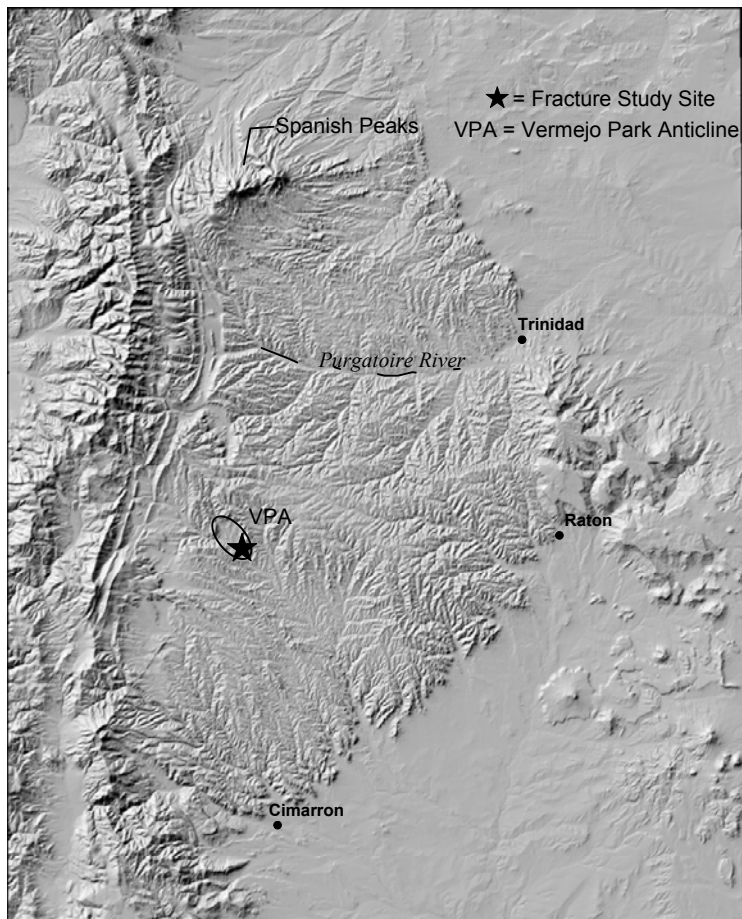 ★ = Fracture Study Site
VPA = Vermejo Park Anticline
Spanish Peaks
Trinidad
Purgatoire River
VPA
Raton
Cimarron